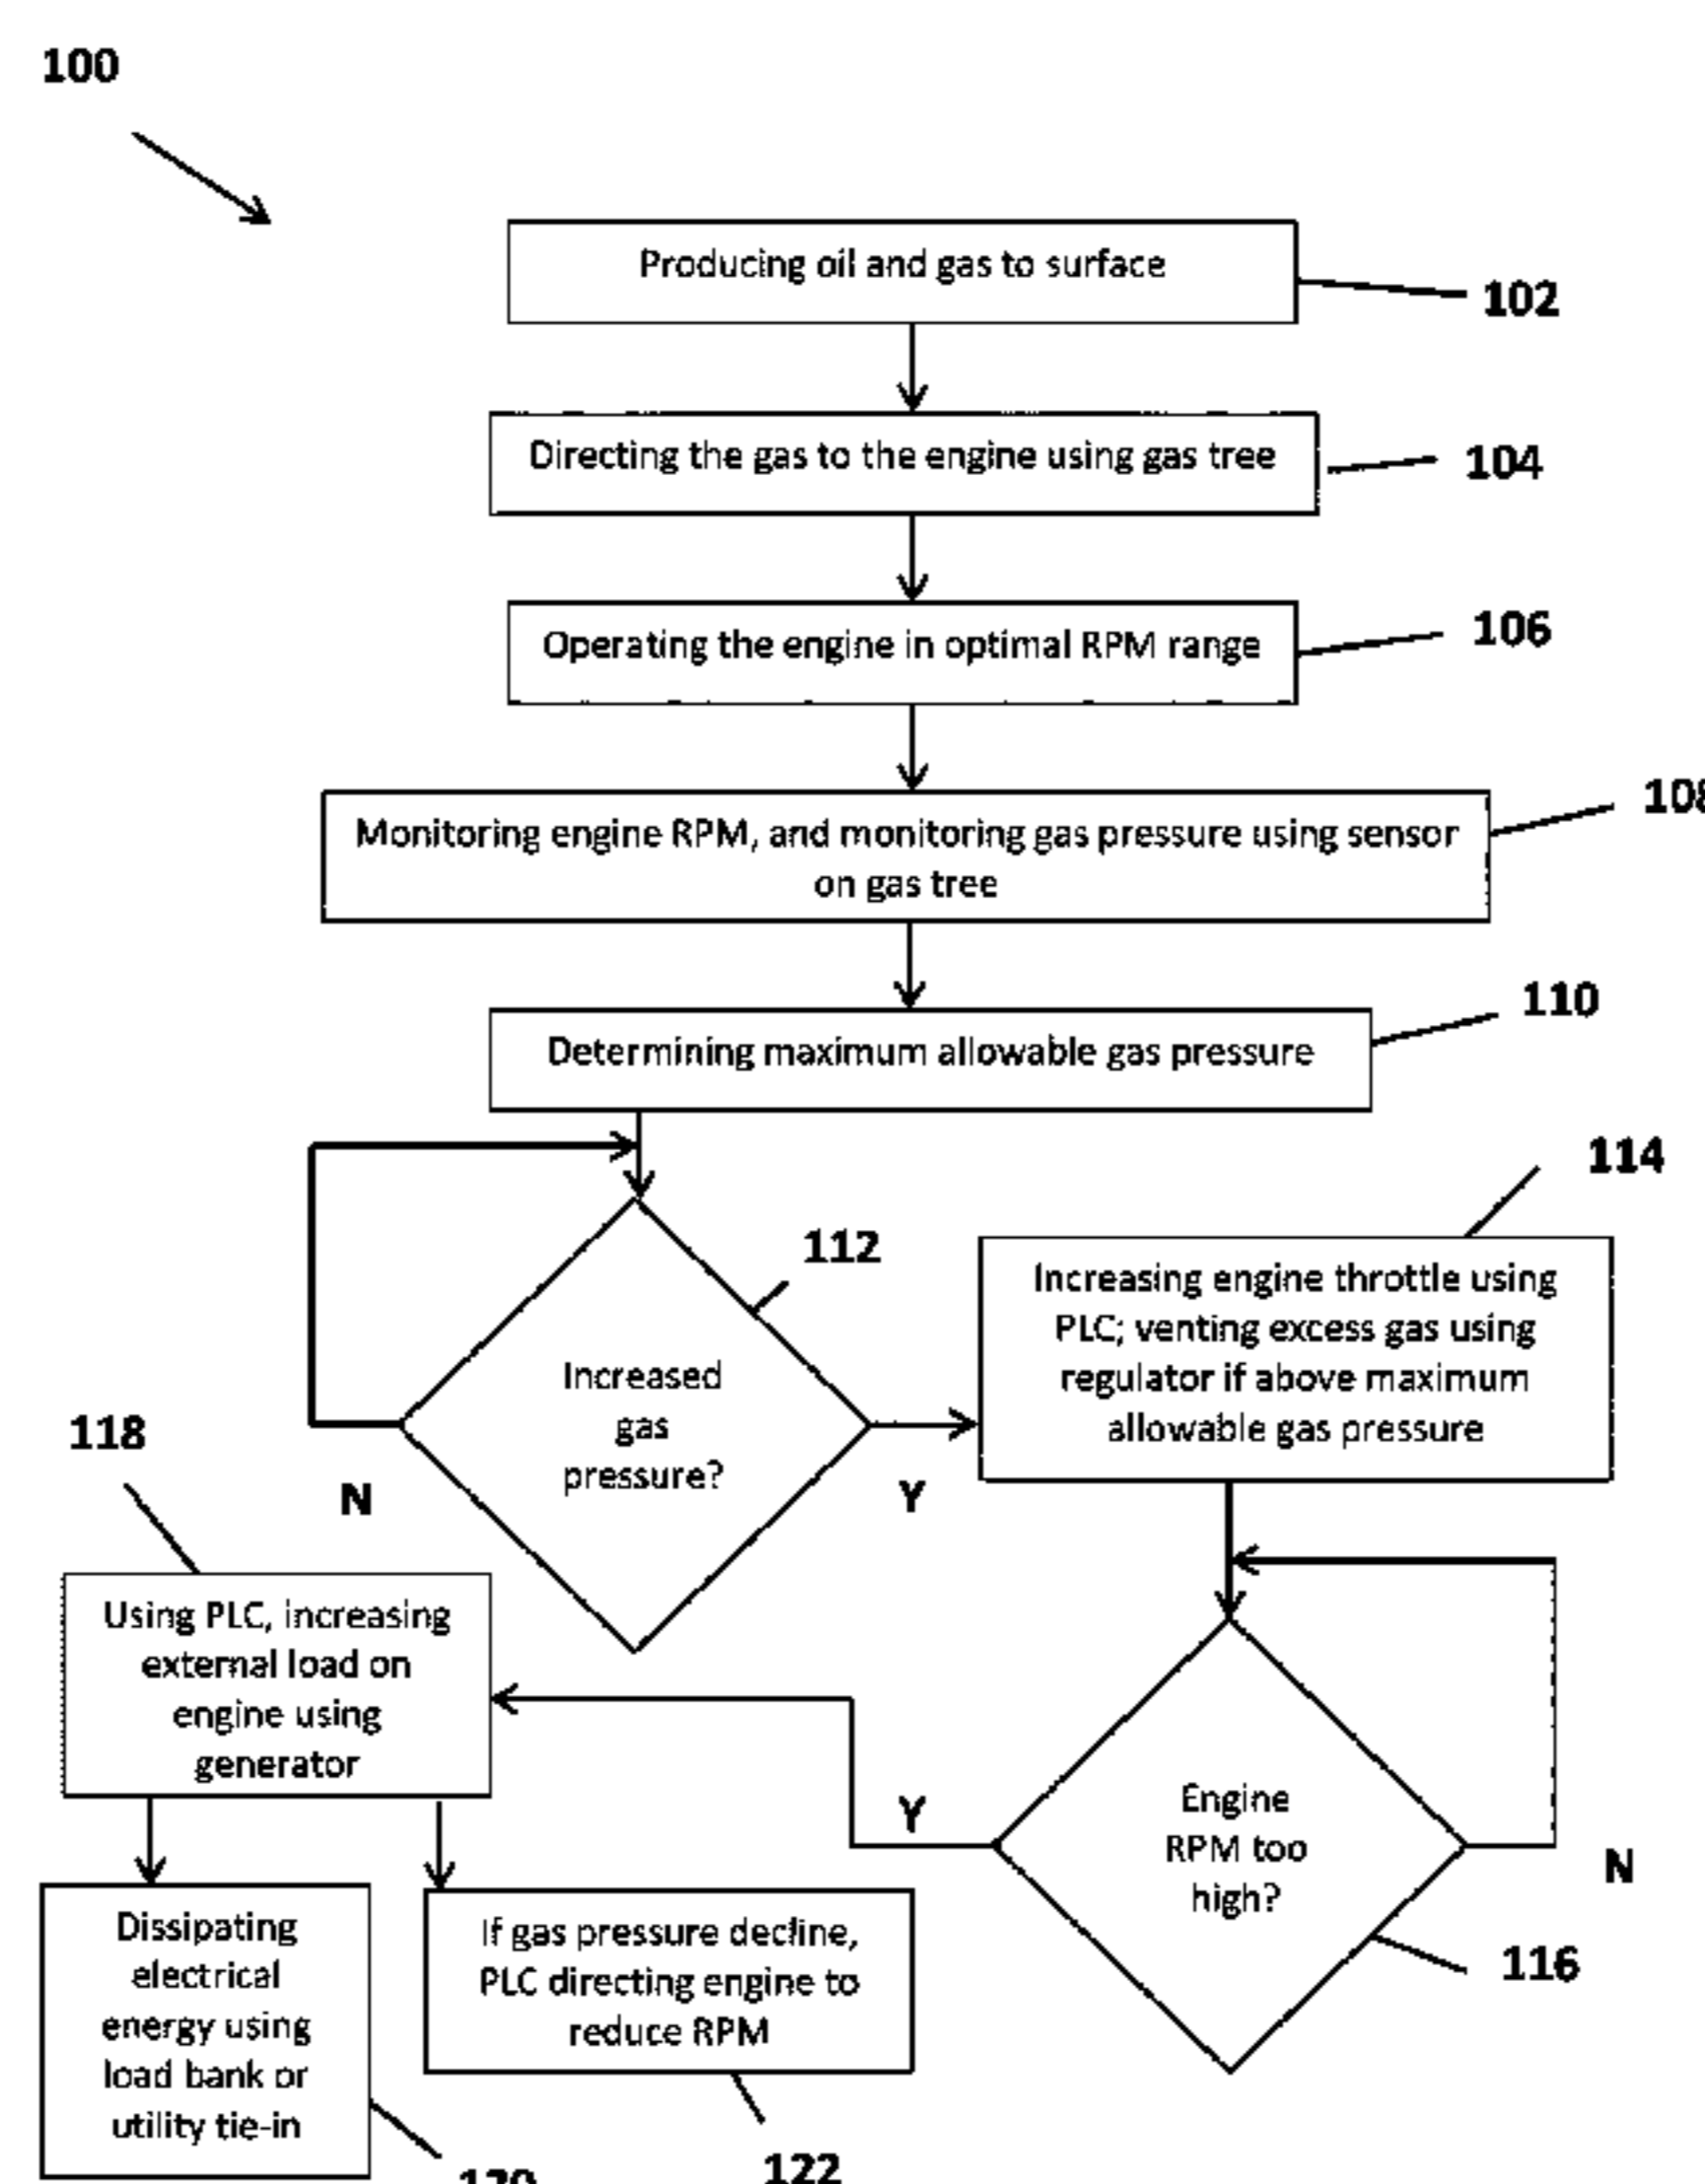 100
Producing oil and gas to surface
102
Directing the gas to the engine using gas tree
104
Operating the engine in optimal RPM range
106
Monitoring engine RPM, and monitoring gas pressure using sensor
on gas tree
Determining maximum allowable gas pressure
110
112
Increased
gas
pressure?
N
Y
114
Increasing engine throttle using
PLC; venting excess gas using
regulator if above maximum
allowable gas pressure
Engine
RPM too
high?
116
N
Y
118
Using PLC, increasing
external load on
engine using
generator
Dissipating
electrical
energy using
load bank or
utility tie-in
If gas pressure decline,
PLC directing engine to
reduce RPM
122